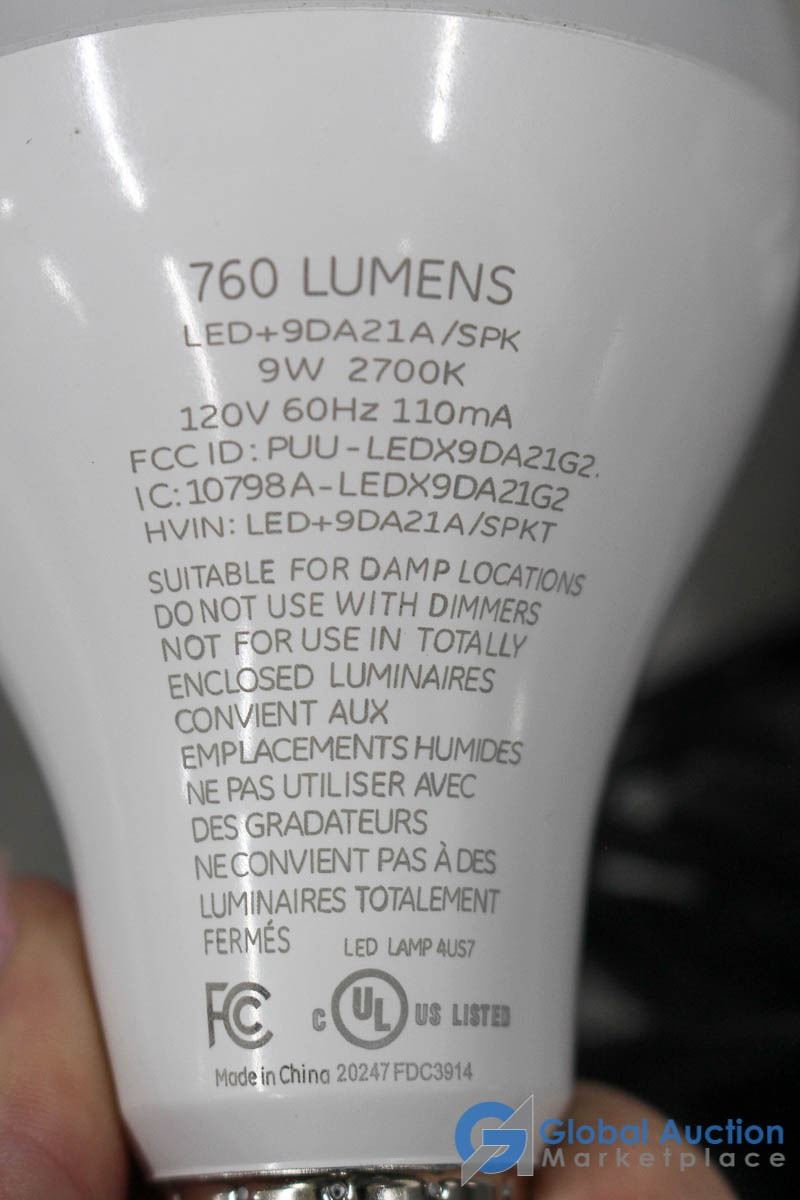 760 LUMENS
LED+9DA21A/SPK
9W 2700K
120V 60Hz 110mA
FCC ID: PUU-LEDX9DA21G2.
IC: 10798A-LEDX9DA21G2
HVIN: LED+9DA21A/SPKT
SUITABLE FOR DAMP LOCATIONS
DO NOT USE WITH DIMMERS
NOT FOR USE IN TOTALLY
ENCLOSED LUMINAIRES
CONVIENT AUX
EMPLACEMENTS HUMIDES
NE PAS UTILISER AVEC
DES GRADATEURS
NE CONVIENT PAS À DES
LUMINAIRES TOTALEMENT
FERMÉS LED LAMP 4US7
FC C UL US LISTED
Made in China 20247 FDC3914
Global Auction
Marketplace